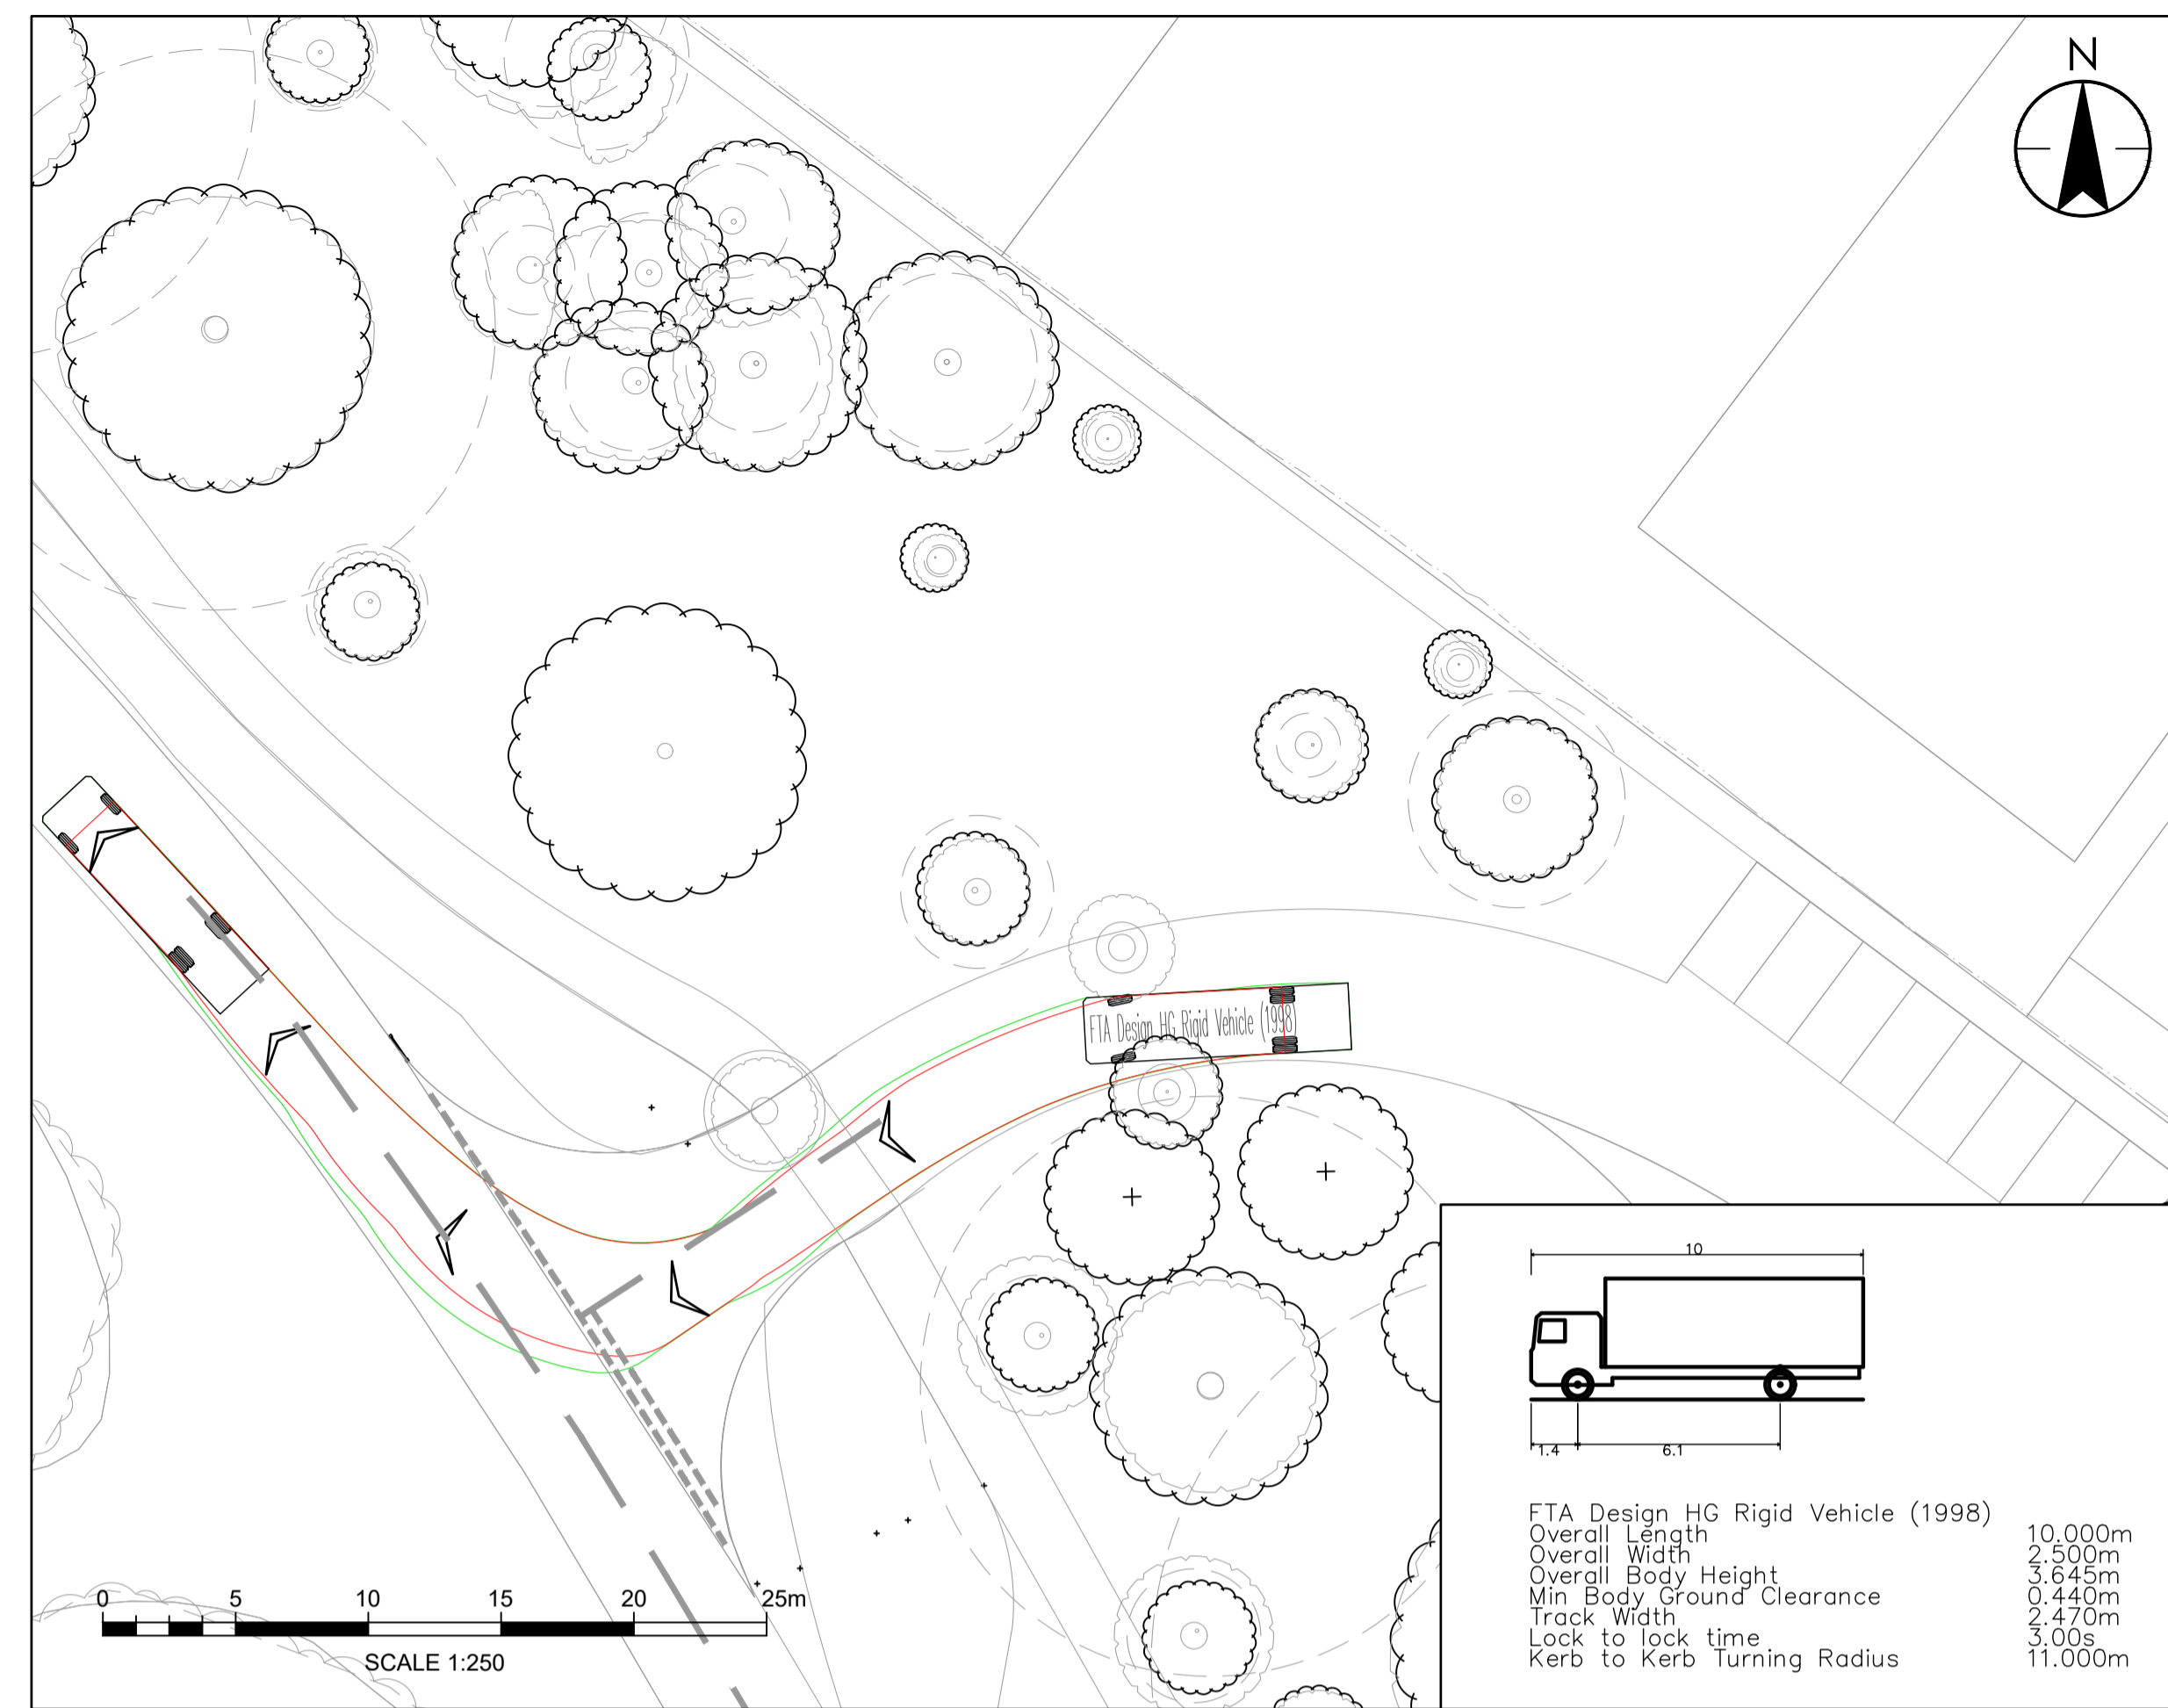 N
FTA Design HG Rigid Vehicle (1998)
10
1.4 6.1
FTA Design HG Rigid Vehicle (1998)
Overall Length 10.000m
Overall Width 2.500m
Overall Body Height 3.645m
Min Body Ground Clearance 0.440m
Track Width 2.470m
Lock to lock time 3.00s
Kerb to Kerb Turning Radius 11.000m
0 5 10 15 20 25m
SCALE 1:250